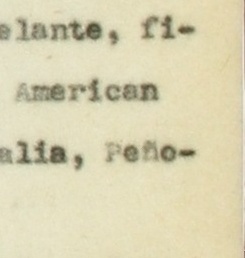 elante, fi-
American
alia, Peño-